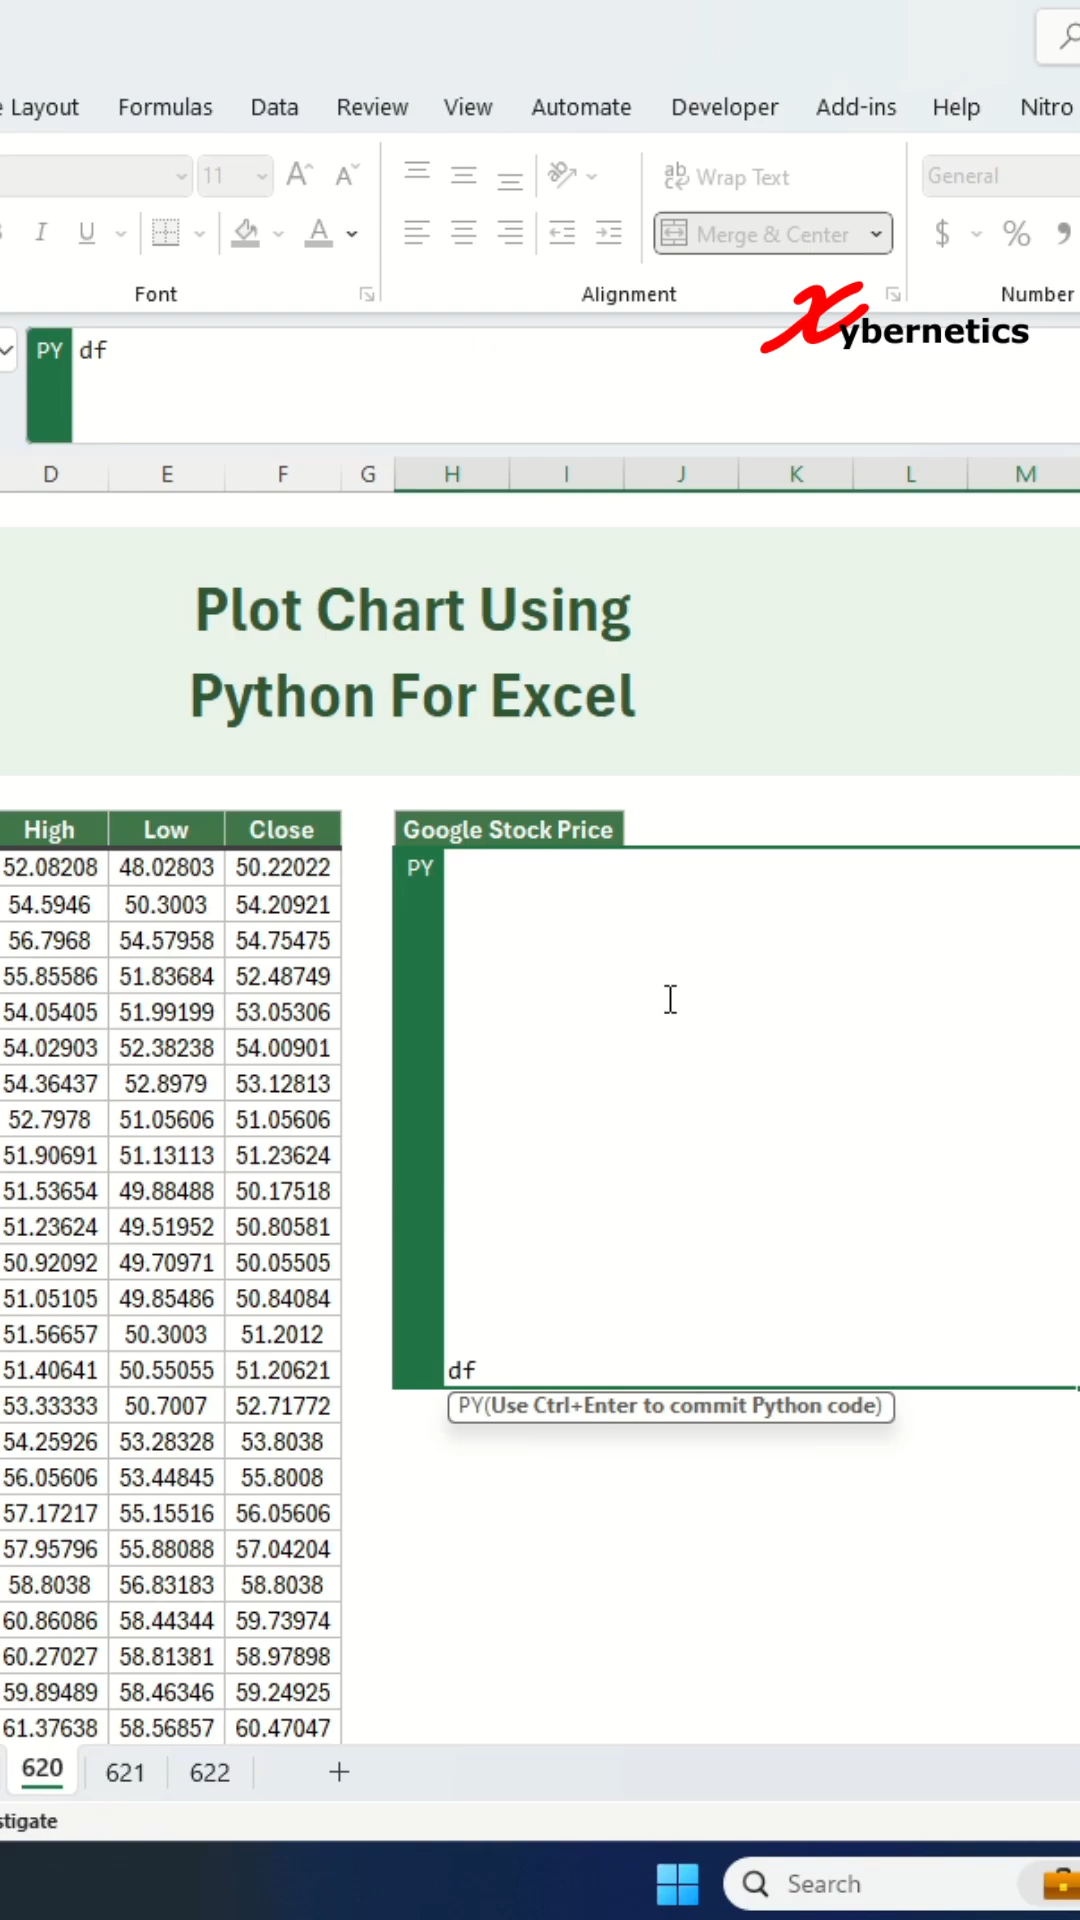 e Layout Formulas Data Review View Automate Developer Add-ins Help Nitro
11 A A ab Wrap Text General
I U A Merge & Center $ % ,
Font Alignment Number
Xybernetics
PY df
D E F G H I J K L M
Plot Chart Using
Python For Excel
High Low Close Google Stock Price
52.08208 48.02803 50.22022 PY
54.5946 50.3003 54.20921
56.7968 54.57958 54.75475
55.85586 51.83684 52.48749
54.05405 51.99199 53.05306
54.02903 52.38238 54.00901
54.36437 52.8979 53.12813
52.7978 51.05606 51.05606
51.90691 51.13113 51.23624
51.53654 49.88488 50.17518
51.23624 49.51952 50.80581
50.92092 49.70971 50.05505
51.05105 49.85486 50.84084
51.56657 50.3003 51.2012
51.40641 50.55055 51.20621 df
53.33333 50.7007 52.71772 PY(Use Ctrl+Enter to commit Python code)
54.25926 53.28328 53.8038
56.05606 53.44845 55.8008
57.17217 55.15516 56.05606
57.95796 55.88088 57.04204
58.8038 56.83183 58.8038
60.86086 58.44344 59.73974
60.27027 58.81381 58.97898
59.89489 58.46346 59.24925
61.37638 58.56857 60.47047
620 621 622 +
stigate
Search